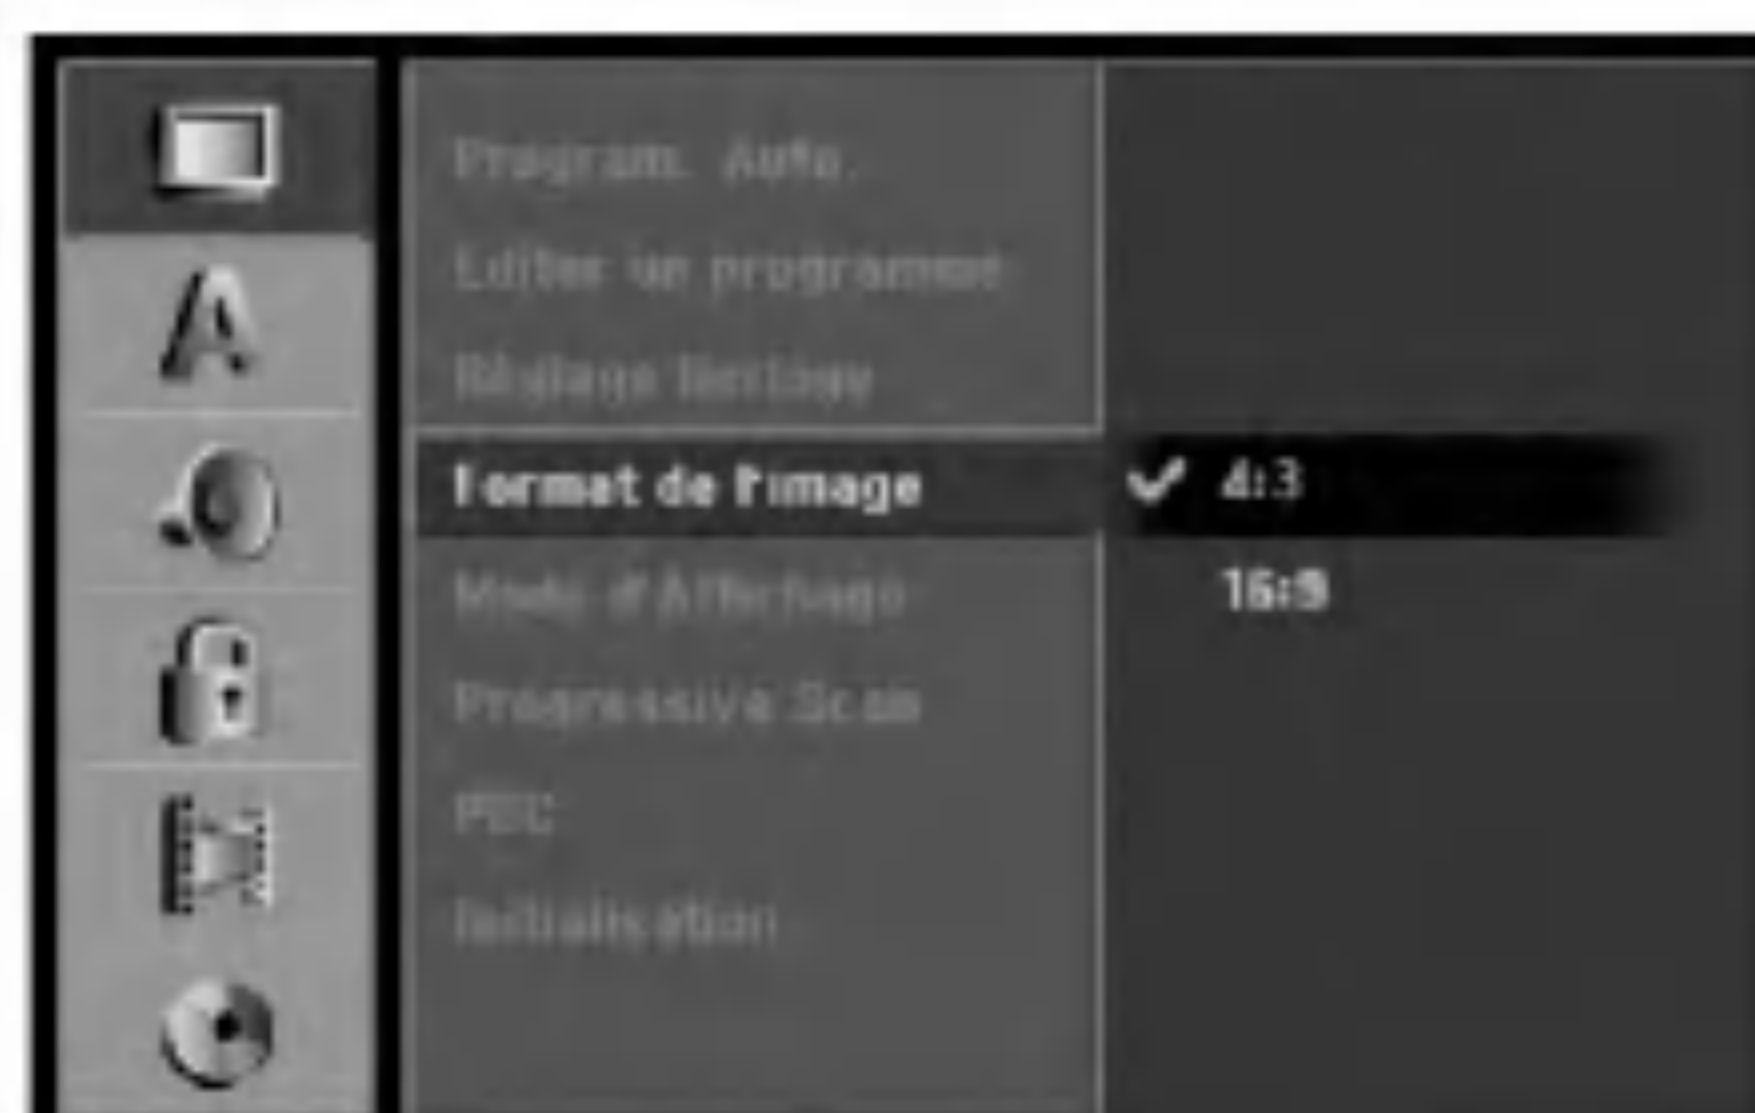 Program. Auto.
Editer un programme
Réglage Horloge
Format de l'image
4:3
16:9
Mode d'Affichage
Progressive Scan
PBC
Initialisation